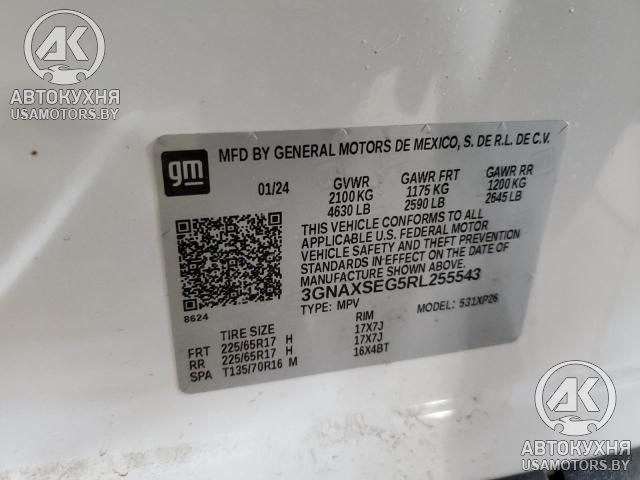 AK
АВТОКУХНЯ
USAMOTORS.BY
gm
MFD BY GENERAL MOTORS DE MEXICO, S. DE R.L. DE C.V.
01/24 GVWR GAWR FRT GAWR RR
2100 KG 1175 KG 1200 KG
4630 LB 2590 LB 2645 LB
THIS VEHICLE CONFORMS TO ALL
APPLICABLE U.S. FEDERAL MOTOR
VEHICLE SAFETY AND THEFT PREVENTION
STANDARDS IN EFFECT ON THE DATE OF
MANUFACTURE SHOWN ABOVE.
3GNAXSEG5RL255543
TYPE: MPV MODEL: 531XP26
8624
TIRE SIZE RIM
FRT 225/65R17 H 17X7J
RR 225/65R17 H 17X7J
SPA T135/70R16 M 16X4BT
AK
АВТОКУХНЯ
USAMOTORS.BY